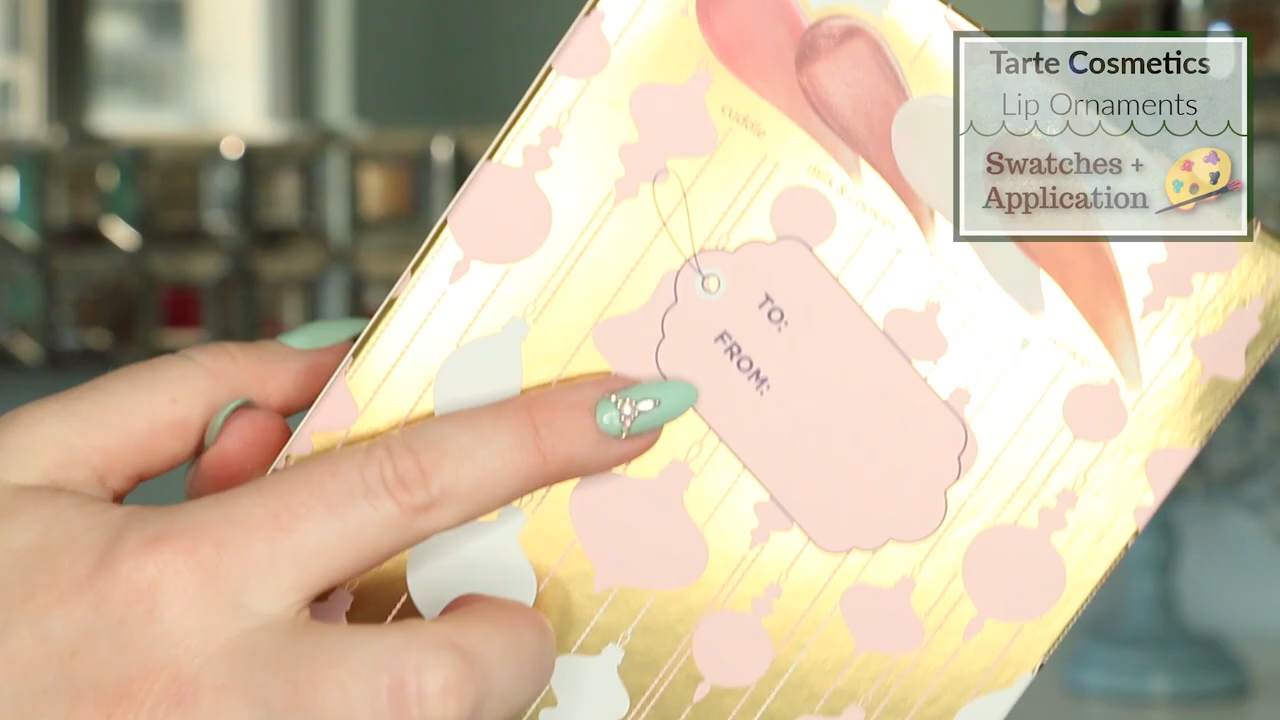 Tarte Cosmetics
Lip Ornaments
Swatches +
Application
cuddle
TO:
FROM: